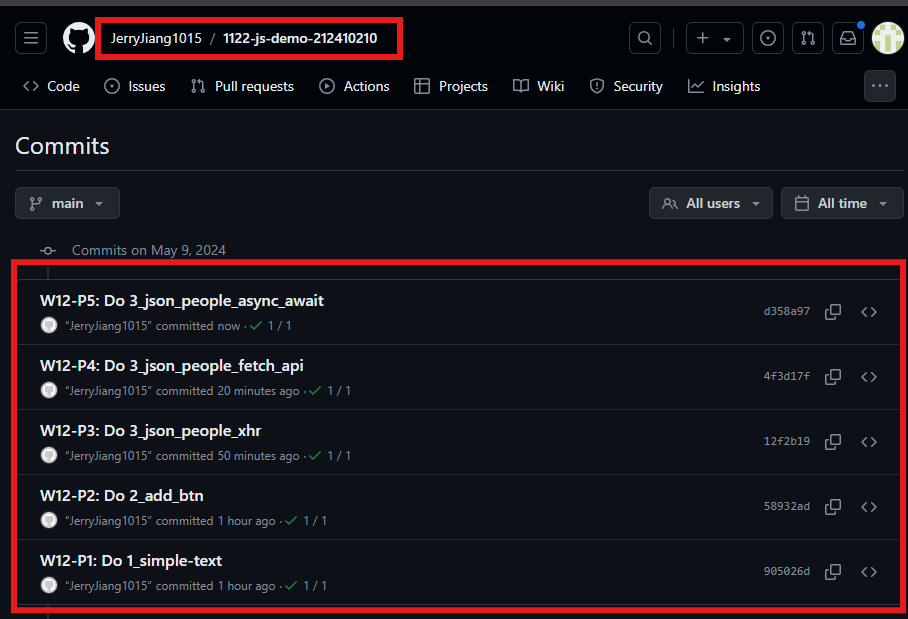 JerryJiang1015 / 1122-js-demo-212410210
Code Issues Pull requests Actions Projects Wiki Security Insights
Commits
main All users All time
Commits on May 9, 2024
W12-P5: Do 3_json_people_async_await
d358a97
"JerryJiang1015" committed now · 1 / 1
W12-P4: Do 3_json_people_fetch_api
4f3d17f
"JerryJiang1015" committed 20 minutes ago · 1 / 1
W12-P3: Do 3_json_people_xhr
12f2b19
"JerryJiang1015" committed 50 minutes ago · 1 / 1
W12-P2: Do 2_add_btn
58932ad
"JerryJiang1015" committed 1 hour ago · 1 / 1
W12-P1: Do 1_simple-text
905026d
"JerryJiang1015" committed 1 hour ago · 1 / 1